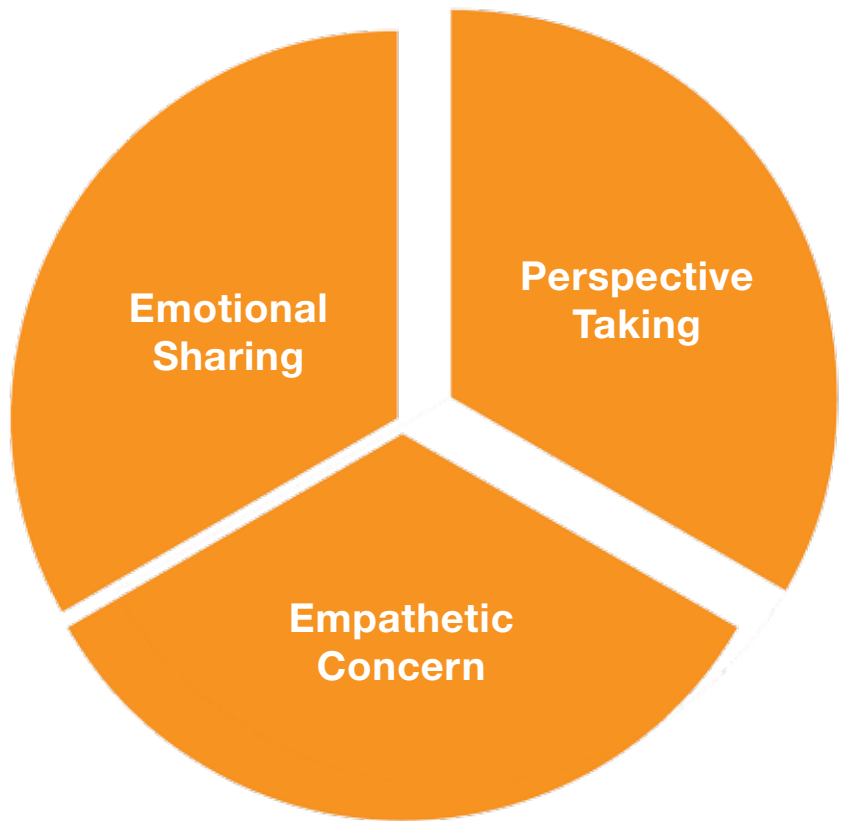 Emotional
Sharing
Perspective
Taking
Empathetic
Concern